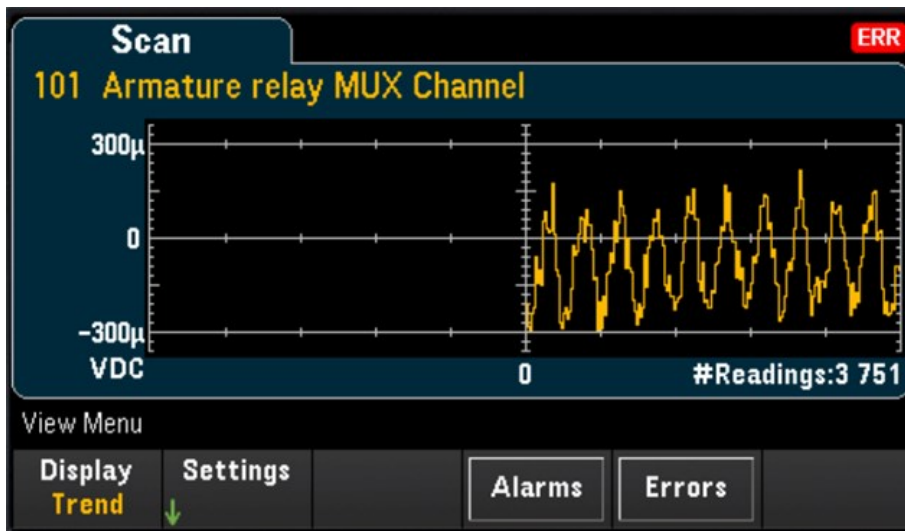 Scan
ERR
101 Armature relay MUX Channel
300µ
0
-300µ
VDC
0
#Readings:3 751
View Menu
Display
Trend
Settings
Alarms
Errors